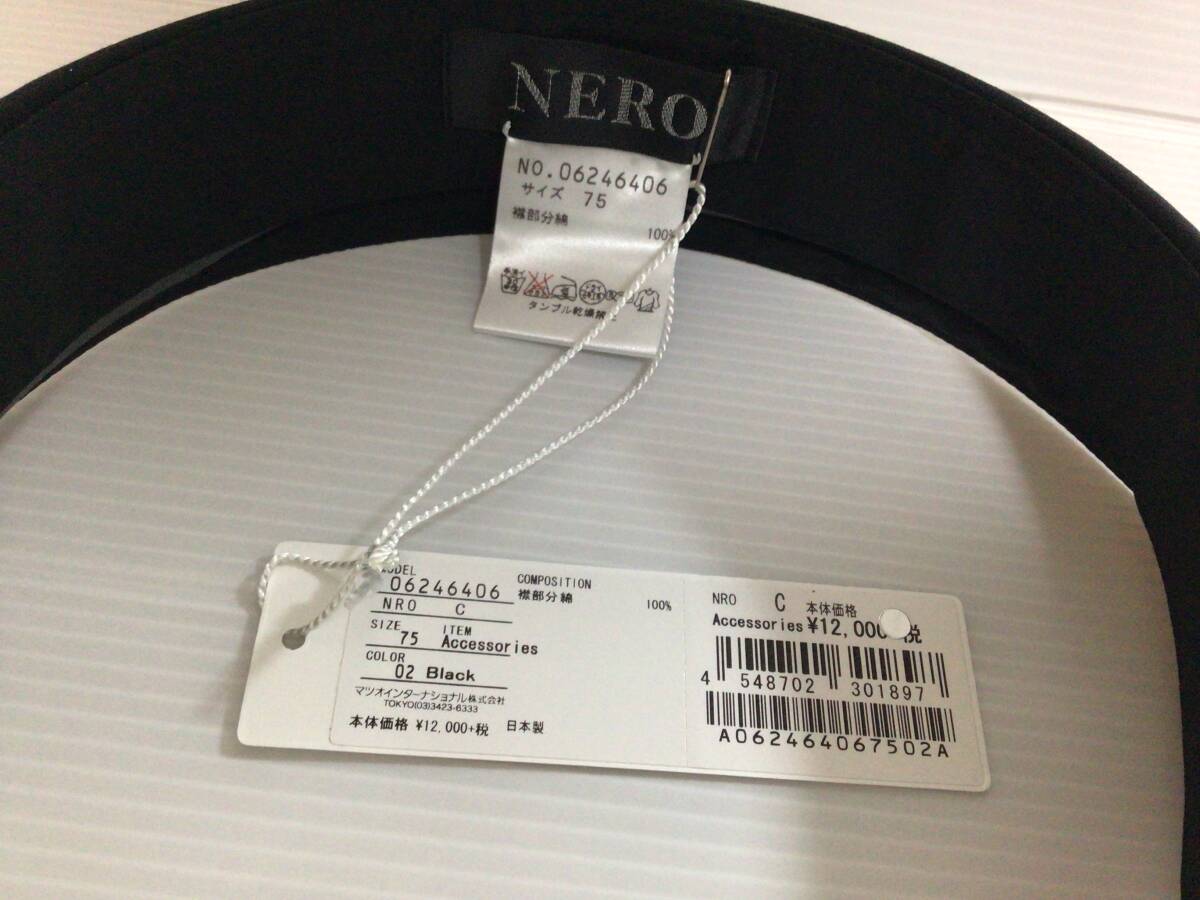 NERO
NO.06246406
サイズ 75
襟部分綿
100%
タンブル乾燥禁止
MODEL
06246406
NRO C
SIZE
75
ITEM
Accessories
COLOR
02 Black
マツオインターナショナル株式会社
TOKYO(03)3423-6333
本体価格 ¥12,000+税 日本製
COMPOSITION
襟部分綿 100%
NRO C 本体価格
Accessories ¥12,000 税
4 548702 301897
A062464067502A